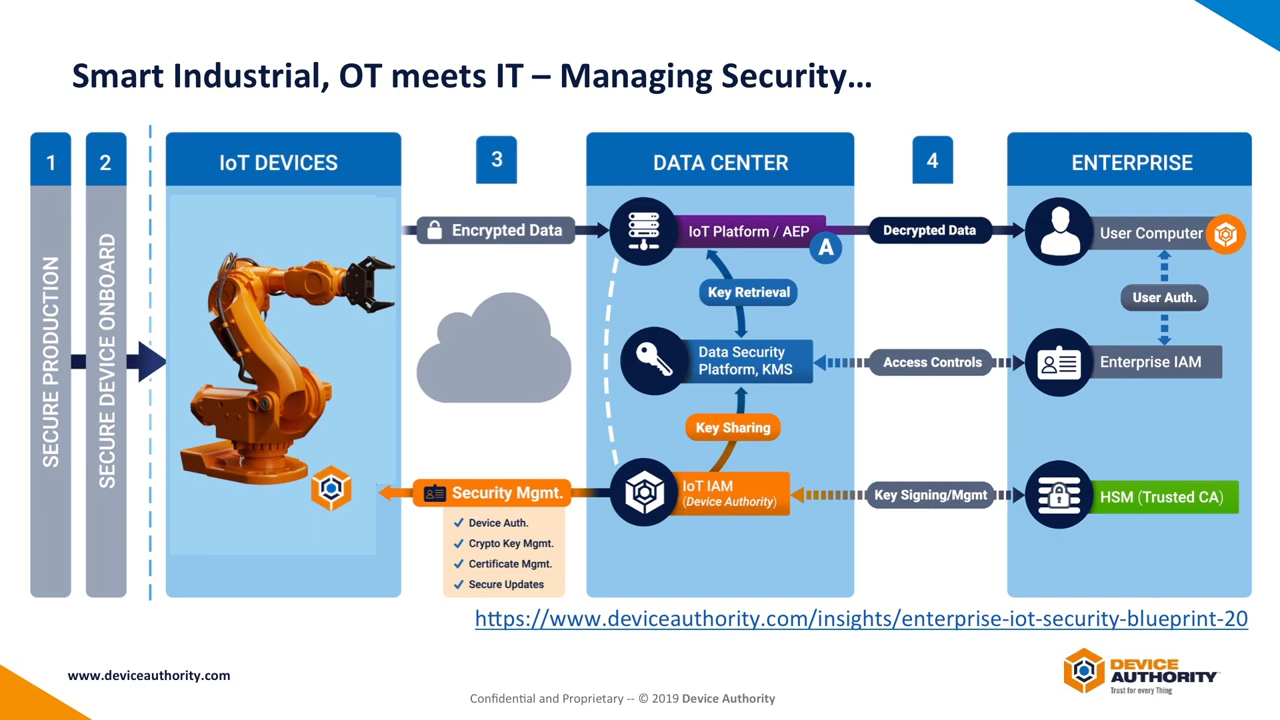 Smart Industrial, OT meets IT – Managing Security…
1
2
SECURE PRODUCTION
SECURE DEVICE ONBOARD
IoT DEVICES
3
DATA CENTER
4
ENTERPRISE
Encrypted Data
IoT Platform / AEP
A
Decrypted Data
User Computer
Key Retrieval
User Auth.
Data Security
Platform, KMS
Access Controls
Enterprise IAM
Key Sharing
Security Mgmt.
IoT IAM
(Device Authority)
Key Signing/Mgmt
HSM (Trusted CA)
✓ Device Auth.
✓ Crypto Key Mgmt.
✓ Certificate Mgmt.
✓ Secure Updates
https://www.deviceauthority.com/insights/enterprise-iot-security-blueprint-20
www.deviceauthority.com
Confidential and Proprietary -- © 2019 Device Authority
DEVICE
AUTHORITY™
Trust for every Thing